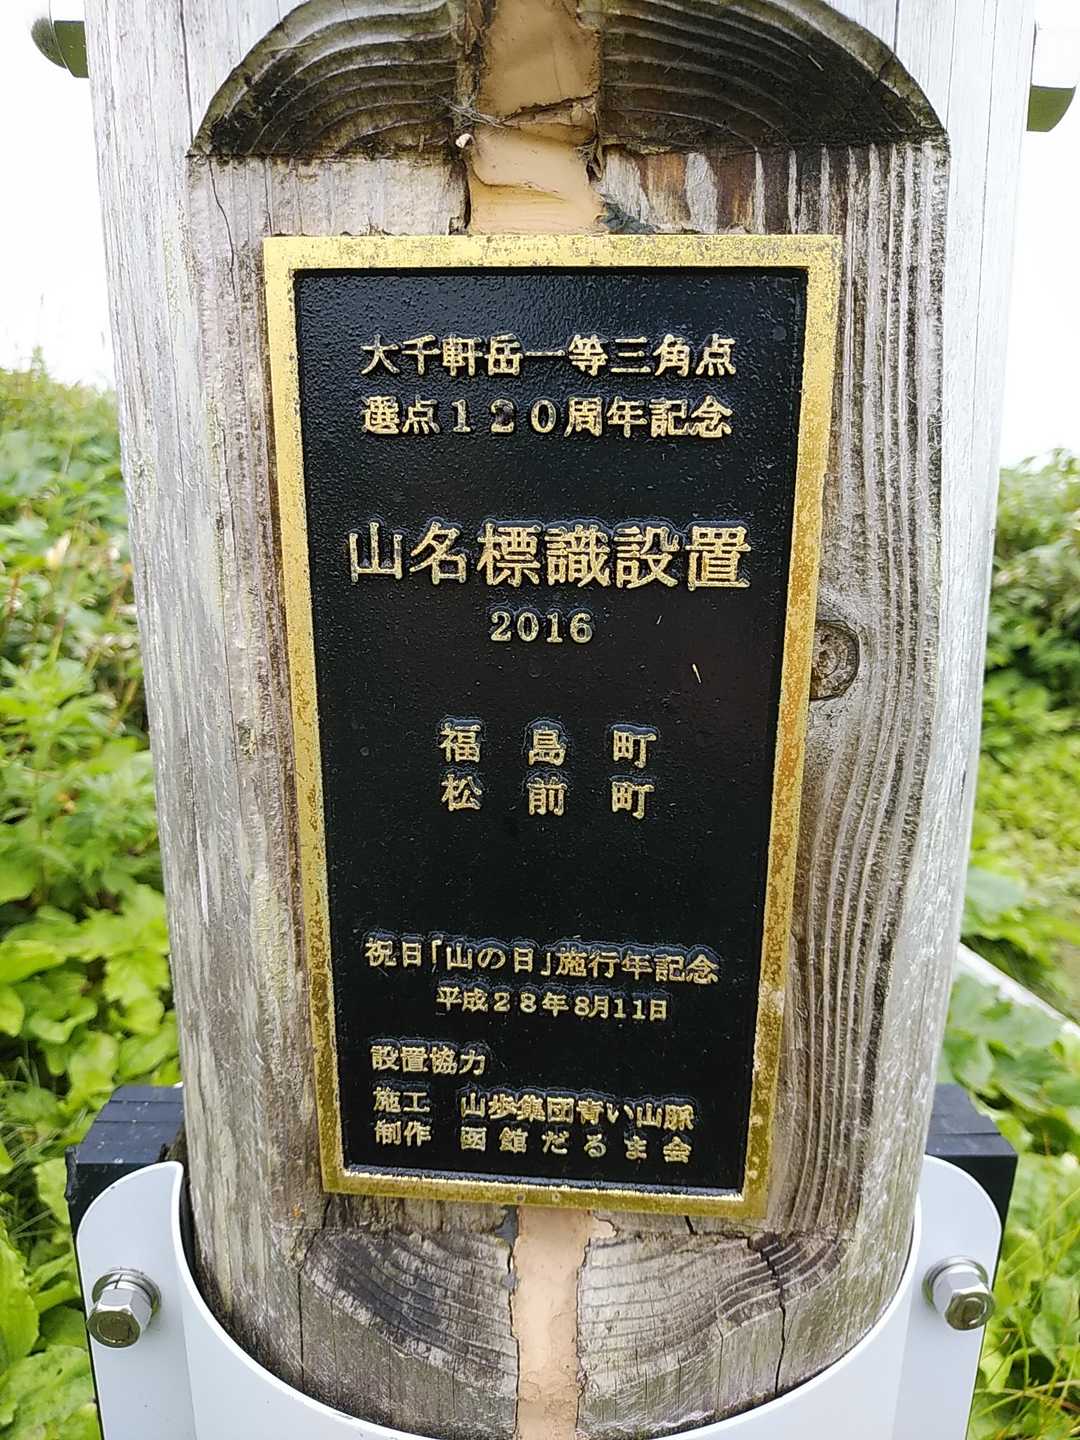 大千軒岳一等三角点
選点120周年記念
山名標識設置
2016
福島町
松前町
祝日「山の日」施行年記念
平成28年8月11日
設置協力
施工 山歩集団青い山脈
制作 函館だるま会